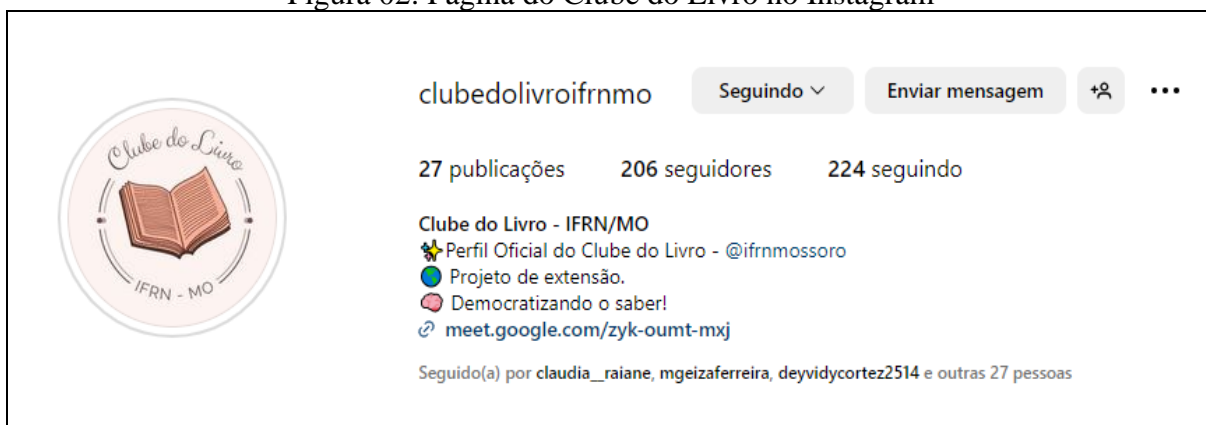 Figura 02: Página do Clube do Livro no Instagram
clubedolivroifrnmo Seguindo Enviar mensagem
27 publicações 206 seguidores 224 seguindo
Clube do Livro
IFRN - MO
Clube do Livro - IFRN/MO
✨Perfil Oficial do Clube do Livro - @ifrnmossoro
🌎 Projeto de extensão.
🧠 Democratizando o saber!
meet.google.com/zyk-oumt-mxj
Seguido(a) por claudia__raiane, mgeizaferreira, deyvidycortez2514 e outras 27 pessoas